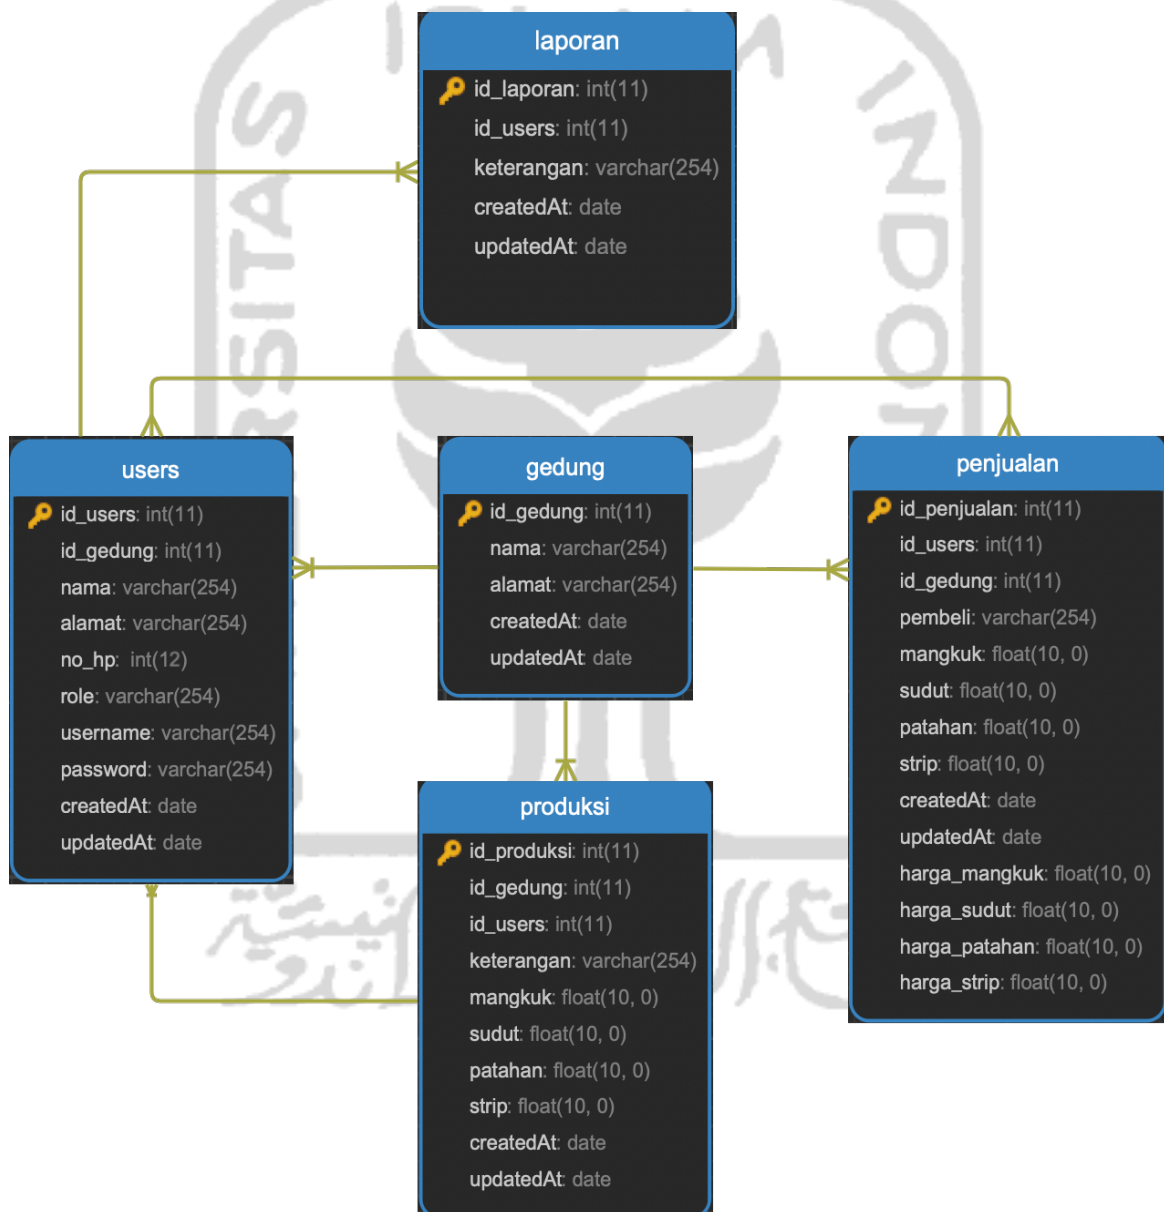 laporan
id_laporan: int(11)
id_users: int(11)
keterangan: varchar(254)
createdAt: date
updatedAt: date
users
id_users: int(11)
id_gedung: int(11)
nama: varchar(254)
alamat: varchar(254)
no_hp: int(12)
role: varchar(254)
username: varchar(254)
password: varchar(254)
createdAt: date
updatedAt: date
gedung
id_gedung: int(11)
nama: varchar(254)
alamat: varchar(254)
createdAt: date
updatedAt: date
penjualan
id_penjualan: int(11)
id_users: int(11)
id_gedung: int(11)
pembeli: varchar(254)
mangkuk: float(10, 0)
sudut: float(10, 0)
patahan: float(10, 0)
strip: float(10, 0)
createdAt: date
updatedAt: date
harga_mangkuk: float(10, 0)
harga_sudut: float(10, 0)
harga_patahan: float(10, 0)
harga_strip: float(10, 0)
produksi
id_produksi: int(11)
id_gedung: int(11)
id_users: int(11)
keterangan: varchar(254)
mangkuk: float(10, 0)
sudut: float(10, 0)
patahan: float(10, 0)
strip: float(10, 0)
createdAt: date
updatedAt: date